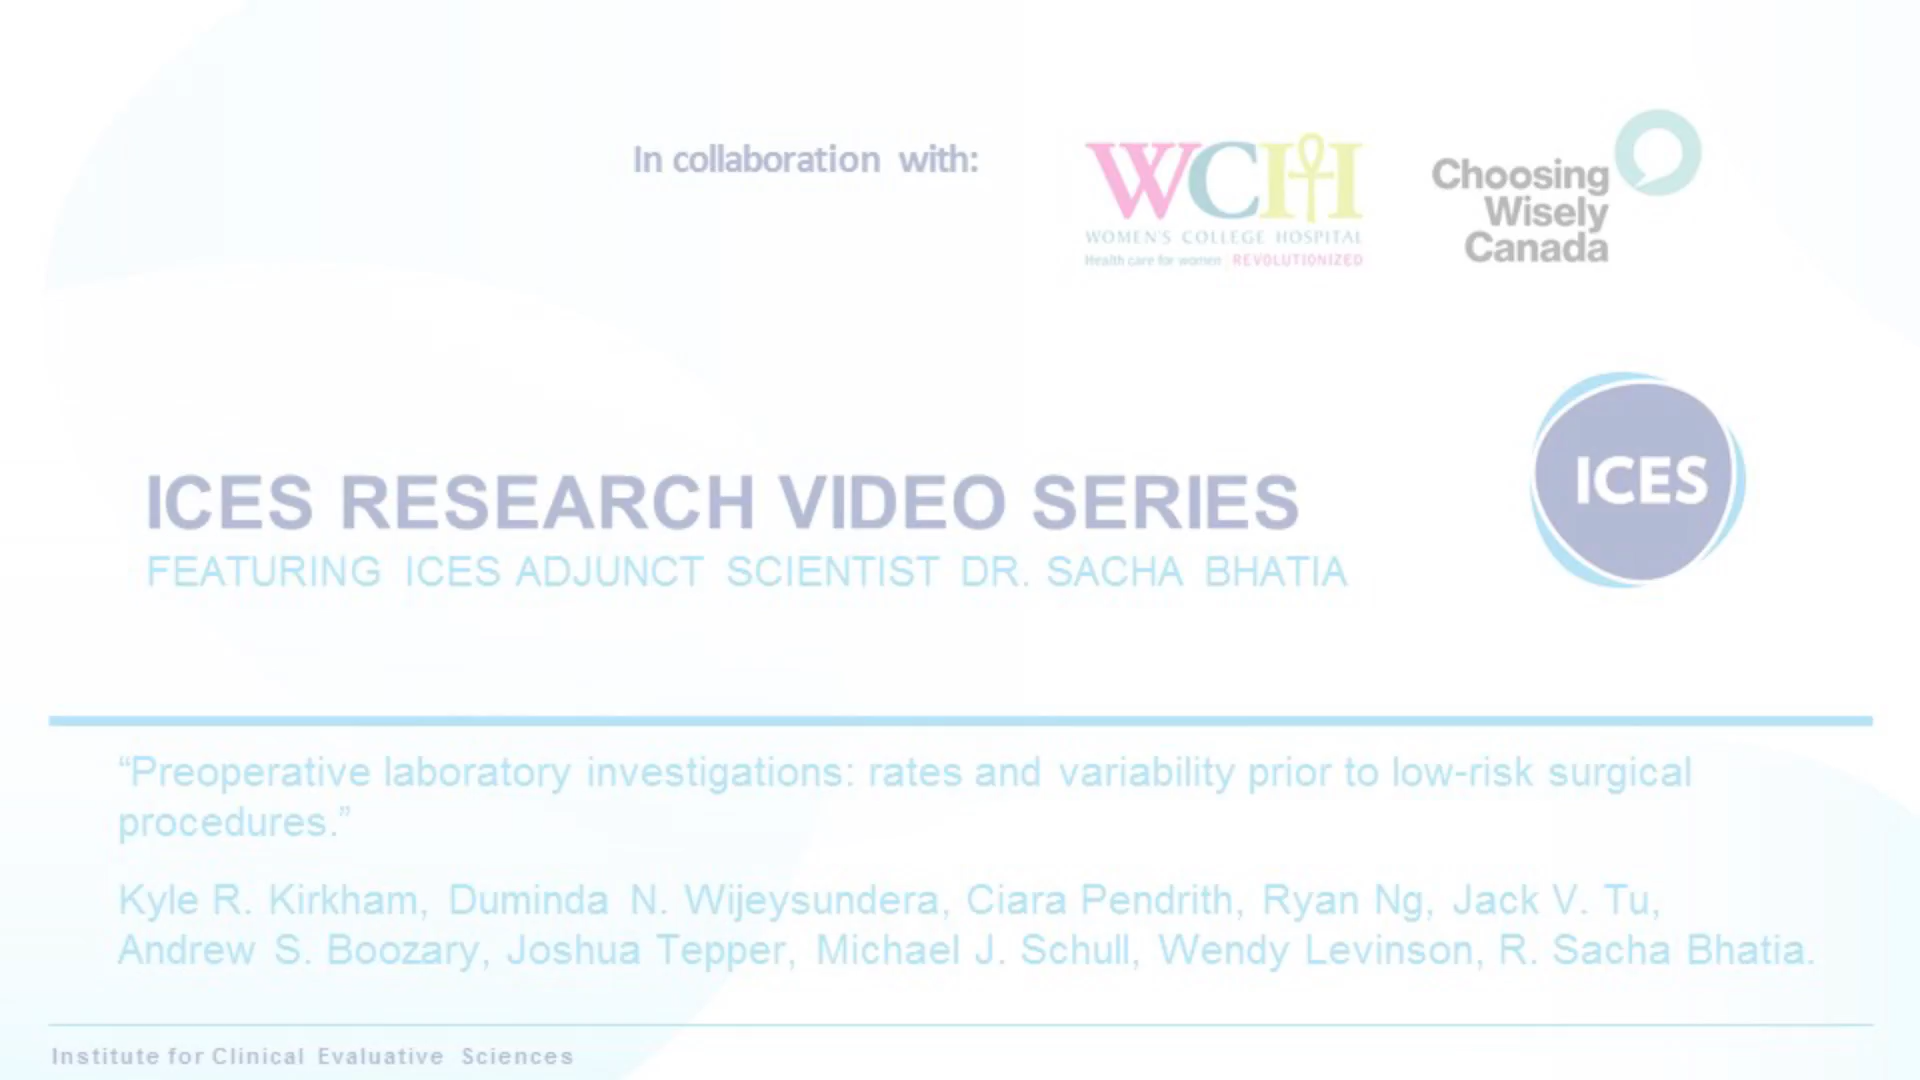 In collaboration with:
WCH
WOMEN'S COLLEGE HOSPITAL
Health care for women | REVOLUTIONIZED
Choosing
Wisely
Canada
ICES
ICES RESEARCH VIDEO SERIES
FEATURING ICES ADJUNCT SCIENTIST DR. SACHA BHATIA
“Preoperative laboratory investigations: rates and variability prior to low-risk surgical
procedures.”
Kyle R. Kirkham, Duminda N. Wijeysundera, Ciara Pendrith, Ryan Ng, Jack V. Tu,
Andrew S. Boozary, Joshua Tepper, Michael J. Schull, Wendy Levinson, R. Sacha Bhatia.
Institute for Clinical Evaluative Sciences